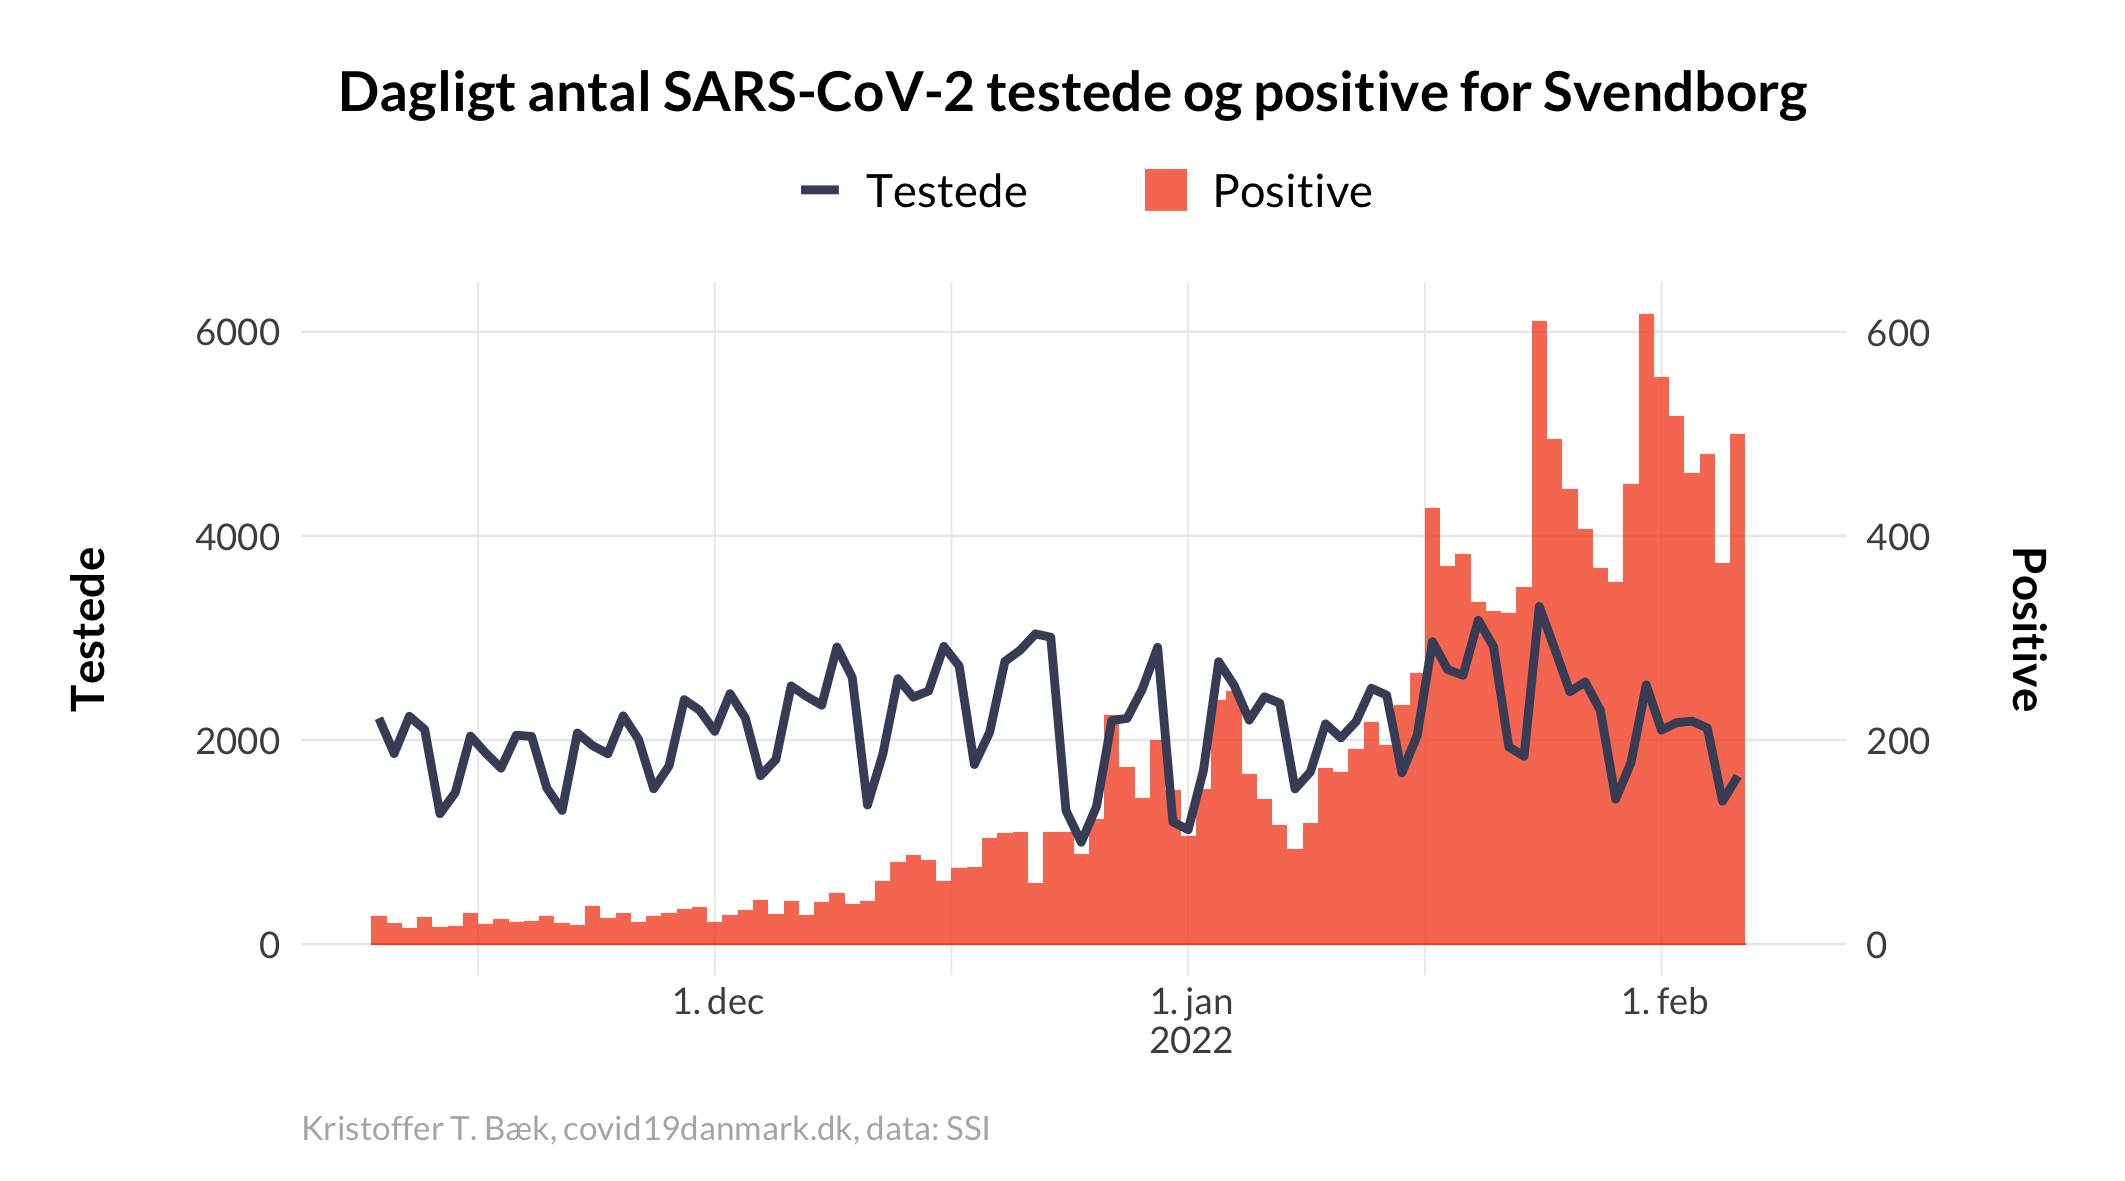 Dagligt antal SARS-CoV-2 testede og positive for Svendborg
Testede
Positive
6000
4000
2000
0
600
400
200
0
Testede
Positive
1. dec
1. jan
2022
1. feb
Kristoffer T. Bæk, covid19danmark.dk, data: SSI